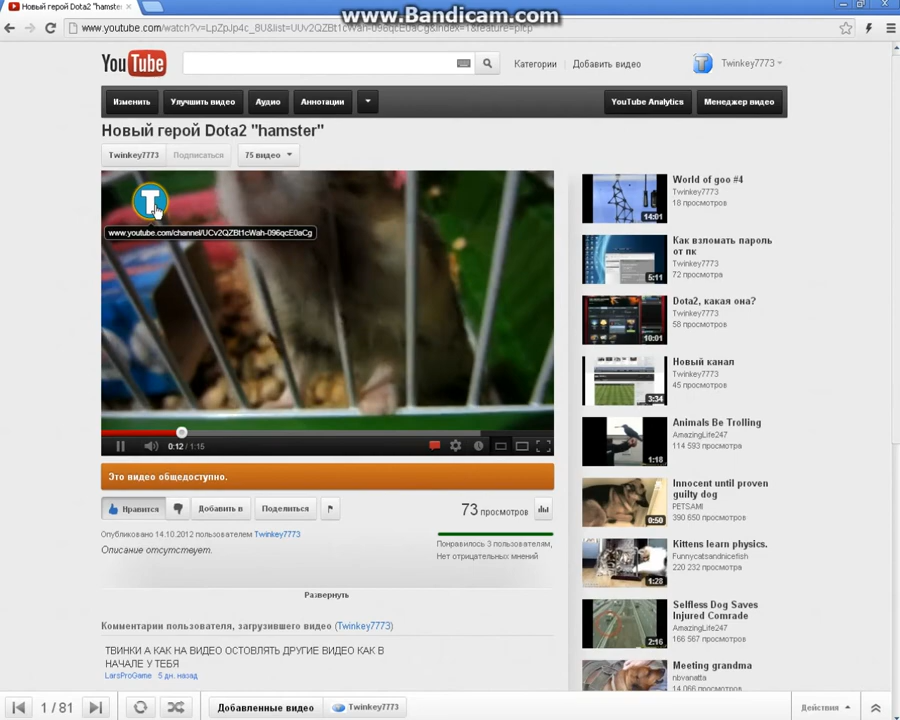 www.Bandicam.com
Новый герой Dota2 "hamste
www.youtube.com/watch?v=LpZpJp4c_8U&list=UUv2QZBt1cWah-096qcE0aCg&index=1&feature=plcp
YouTube
Категории
Добавить видео
Twinkey7773
Изменить
Улучшить видео
Аудио
Аннотации
YouTube Analytics
Менеджер видео
Новый герой Dota2 "hamster"
Twinkey7773
Подписаться
75 видео
T
www.youtube.com/channel/UCv2QZBt1cWah-096qcE0aCg
0:12 / 1:15
Это видео общедоступно.
Нравится
Добавить в
Поделиться
73 просмотров
Опубликовано 14.10.2012 пользователем Twinkey7773
Описание отсутствует.
Понравилось 3 пользователям,
Нет отрицательных мнений
Развернуть
Комментарии пользователя, загрузившего видео (Twinkey7773)
ТВИНКИ А КАК НА ВИДЕО ОСТОВЛЯТЬ ДРУГИЕ ВИДЕО КАК В
НАЧАЛЕ У ТЕБЯ
LarsProGame 5 дн. назад
World of goo #4
Twinkey7773
18 просмотров
14:01
Как взломать пароль
от пк
Twinkey7773
72 просмотра
5:11
Dota2, какая она?
Twinkey7773
58 просмотров
10:01
Новый канал
Twinkey7773
45 просмотров
3:34
Animals Be Trolling
AmazingLife247
114 593 просмотра
1:18
Innocent until proven
guilty dog
PETSAMI
390 650 просмотров
0:50
Kittens learn physics.
Funnycatsandnicefish
220 232 просмотра
1:28
Selfless Dog Saves
Injured Comrade
AmazingLife247
166 567 просмотров
2:16
Meeting grandma
nbvanatta
14 066 просмотров
1 / 81
Добавленные видео
Twinkey7773
Действия